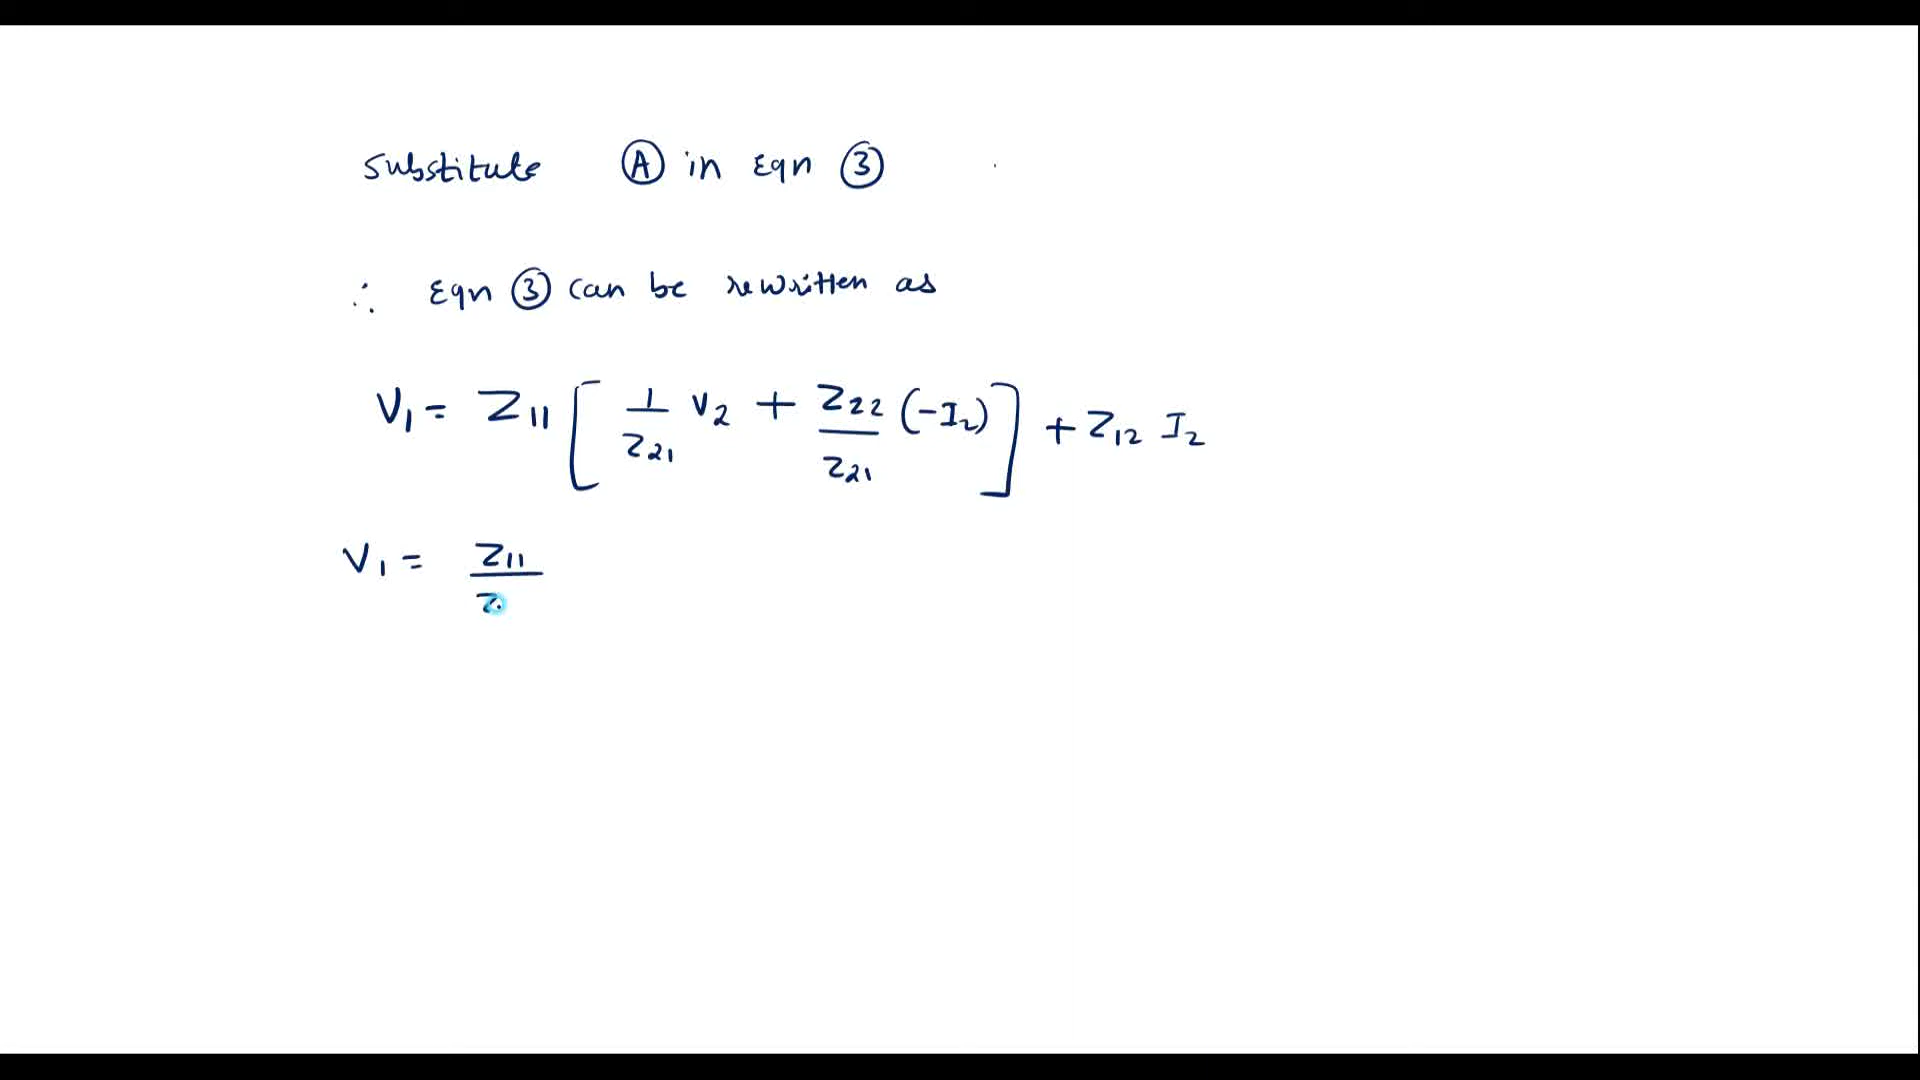 Substitute Ⓐ in Eqn ③
∴ Eqn ③ can be rewritten as
V₁ = Z₁₁ [ 1/Z₂₁ V₂ + Z₂₂/Z₂₁ (-I₂) ] + Z₁₂ I₂
V₁ = Z₁₁/Z